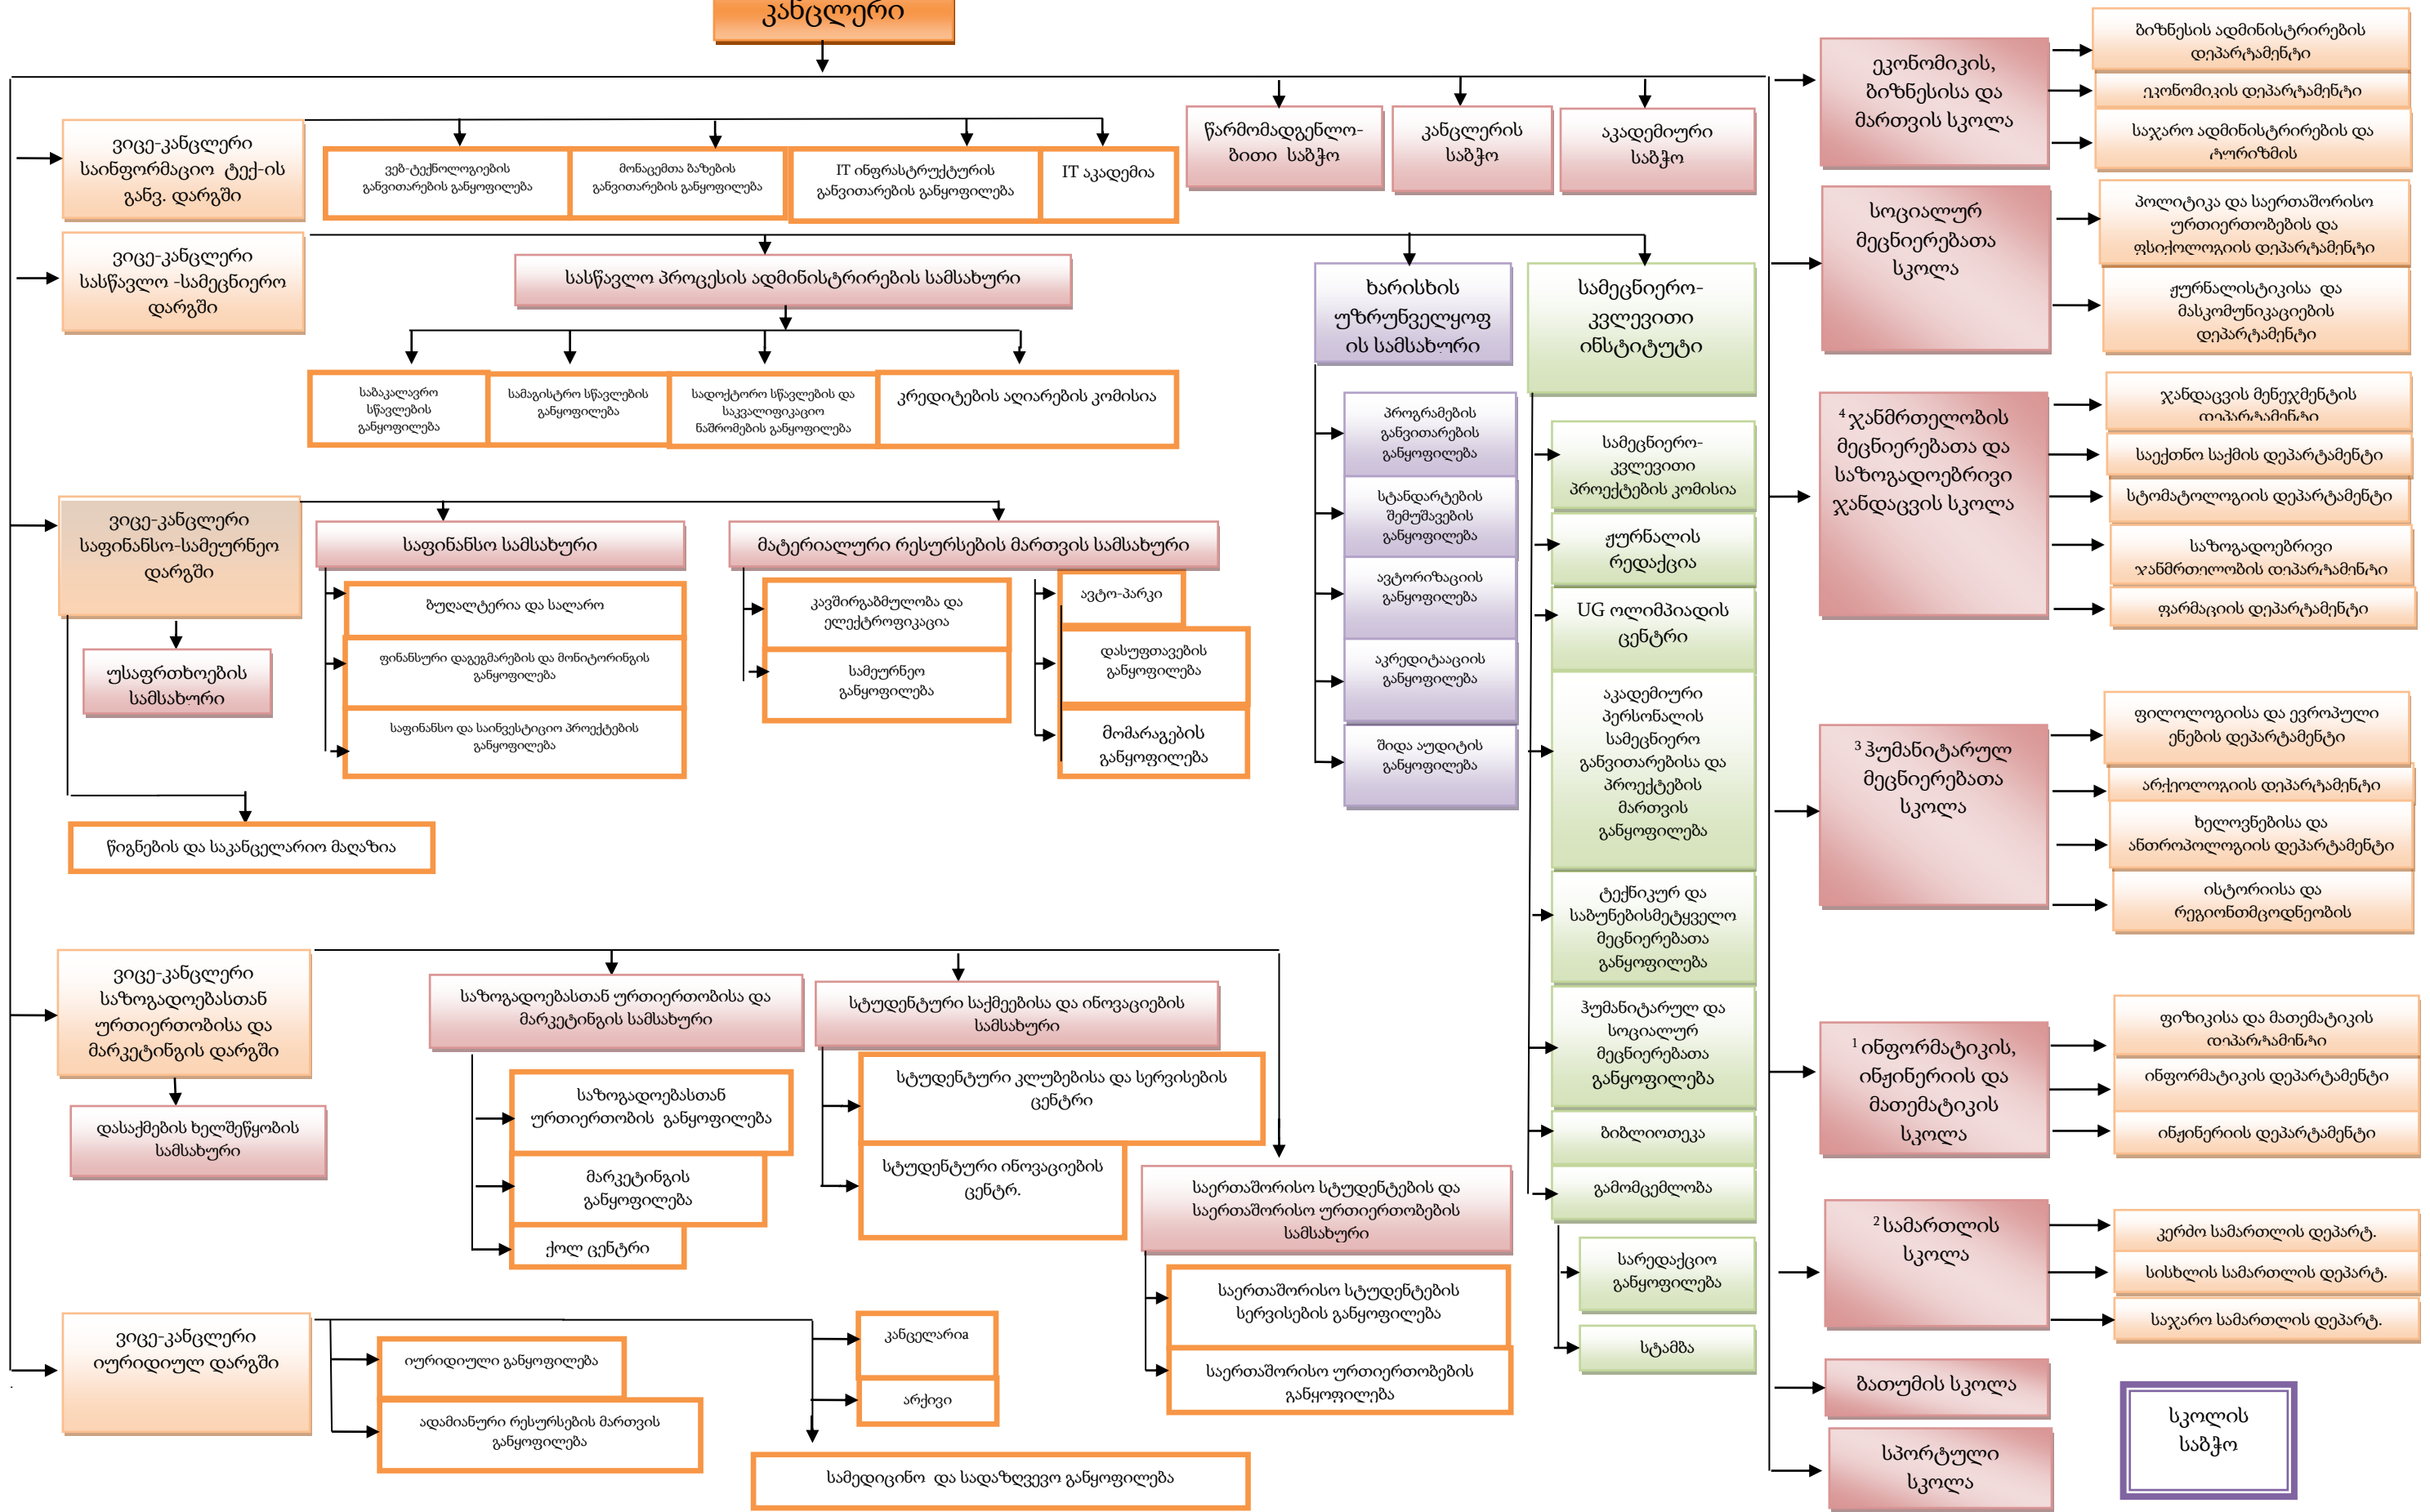 კანცლერი
ვიცე-კანცლერი
საინფორმაციო ტექ-ის
განვ. დარგში
ვებ-ტექნოლოგიების
განვითარების განყოფილება
მონაცემთა ბაზების
განვითარების განყოფილება
IT ინფრასტრუქტურის
განვითარების განყოფილება
IT აკადემია
წარმომადგენლო-
ბითი საბჭო
კანცლერის
საბჭო
აკადემიური
საბჭო
ვიცე-კანცლერი
სასწავლო -სამეცნიერო
დარგში
სასწავლო პროცესის ადმინისტრირების სამსახური
საბაკალავრო
სწავლების
განყოფილება
სამაგისტრო სწავლების
განყოფილება
სადოქტორო სწავლების და
საკვალიფიკაციო
ნაშრომების განყოფილება
კრედიტების აღიარების კომისია
ხარისხის
უზრუნველყოფ
ის სამსახური
პროგრამების
განვითარების
განყოფილება
სტანდარტების
შემუშავების
განყოფილება
ავტორიზაციის
განყოფილება
აკრედიტააციის
განყოფილება
შიდა აუდიტის
განყოფილება
სამეცნიერო-
კვლევითი
ინსტიტუტი
სამეცნიერო-
კვლევითი
პროექტების კომისია
ჟურნალის
რედაქცია
UG ოლიმპიადის
ცენტრი
აკადემიური
პერსონალის
სამეცნიერო
განვითარებისა და
პროექტების
მართვის
განყოფილება
ტექნიკურ და
საბუნებისმეტყველო
მეცნიერებათა
განყოფილება
ჰუმანიტარულ და
სოციალურ
მეცნიერებათა
განყოფილება
ბიბლიოთეკა
გამომცემლობა
სარედაქციო
განყოფილება
სტამბა
ვიცე-კანცლერი
საფინანსო-სამეურნეო
დარგში
უსაფრთხოების
სამსახური
წიგნების და საკანცელარიო მაღაზია
საფინანსო სამსახური
ბუღალტერია და სალარო
ფინანსური დაგეგმარების და მონიტორინგის
განყოფილება
საფინანსო და საინვესტიციო პროექტების
განყოფილება
მატერიალური რესურსების მართვის სამსახური
კავშირგაბმულობა და
ელექტროფიკაცია
სამეურნეო
განყოფილება
ავტო-პარკი
დასუფთავების
განყოფილება
მომარაგების
განყოფილება
ვიცე-კანცლერი
საზოგადოებასთან
ურთიერთობისა და
მარკეტინგის დარგში
დასაქმების ხელშეწყობის
სამსახური
საზოგადოებასთან ურთიერთობისა და
მარკეტინგის სამსახური
საზოგადოებასთან
ურთიერთობის განყოფილება
მარკეტინგის
განყოფილება
ქოლ ცენტრი
სტუდენტური საქმეებისა და ინოვაციების
სამსახური
სტუდენტური კლუბებისა და სერვისების
ცენტრი
სტუდენტური ინოვაციების
ცენტრ.
საერთაშორისო სტუდენტების და
საერთაშორისო ურთიერთობების
სამსახური
საერთაშორისო სტუდენტების
სერვისების განყოფილება
საერთაშორისო ურთიერთობების
განყოფილება
ვიცე-კანცლერი
იურიდიულ დარგში
იურიდიული განყოფილება
ადამიანური რესურსების მართვის
განყოფილება
კანცელარიa
არქივი
სამედიცინო და სადაზღვევო განყოფილება
ეკონომიკის,
ბიზნესისა და
მართვის სკოლა
ბიზნესის ადმინისტრირების
დეპარტამენტი
ეკონომიკის დეპარტამენტი
საჯარო ადმინისტრირების და
ტურიზმის
სოციალურ
მეცნიერებათა
სკოლა
პოლიტიკა და საერთაშორისო
ურთიერთობების და
ფსიქოლოგიის დეპარტამენტი
ჟურნალისტიკისა და
მასკომუნიკაციების
დეპარტამენტი
4 ჯანმრთელობის
მეცნიერებათა და
საზოგადოებრივი
ჯანდაცვის სკოლა
ჯანდაცვის მენეჯმენტის
დეპარტამენტი
საექთნო საქმის დეპარტამენტი
სტომატოლოგიის დეპარტამენტი
საზოგადოებრივი
ჯანმრთელობის დეპარტამენტი
ფარმაციის დეპარტამენტი
3 ჰუმანიტარულ
მეცნიერებათა
სკოლა
ფილოლოგიისა და ევროპული
ენების დეპარტამენტი
არქეოლოგიის დეპარტამენტი
ხელოვნებისა და
ანთროპოლოგიის დეპარტამენტი
ისტორიისა და
რეგიონთმცოდნეობის
1 ინფორმატიკის,
ინჟინერიის და
მათემატიკის
სკოლა
ფიზიკისა და მათემატიკის
დეპარტამენტი
ინფორმატიკის დეპარტამენტი
ინჟინერიის დეპარტამენტი
2 სამართლის
სკოლა
კერძო სამართლის დეპარტ.
სისხლის სამართლის დეპარტ.
საჯარო სამართლის დეპარტ.
ბათუმის სკოლა
სპორტული
სკოლა
სკოლის
საბჭო